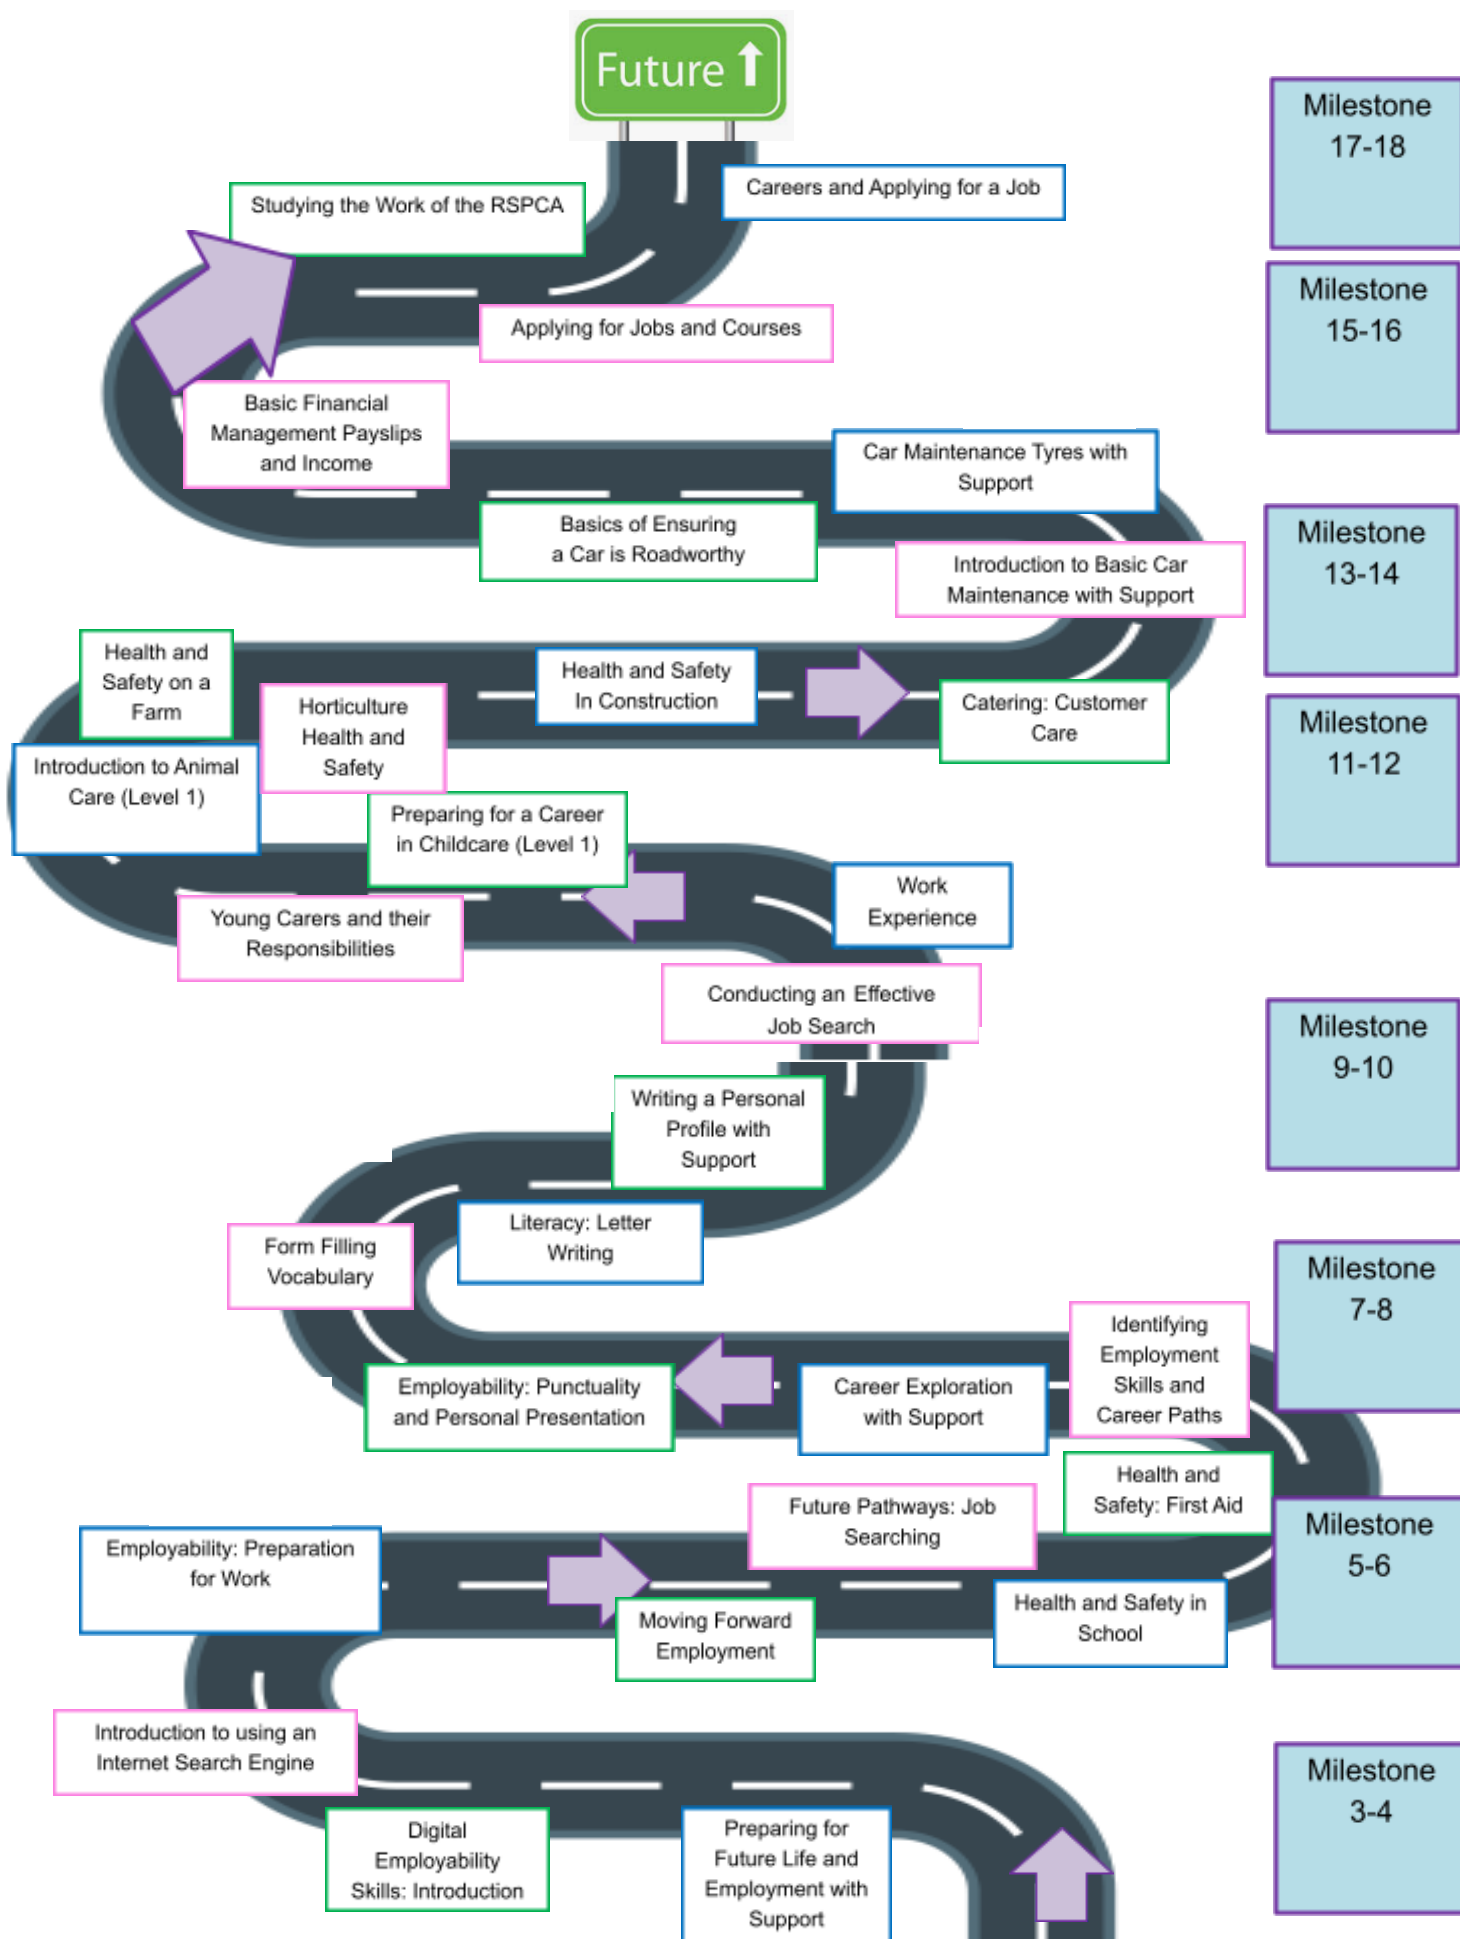 Future
Milestone
17-18
Careers and Applying for a Job
Studying the Work of the RSPCA
Milestone
15-16
Applying for Jobs and Courses
Basic Financial
Management Payslips
and Income
Car Maintenance Tyres with
Support
Basics of Ensuring
a Car is Roadworthy
Milestone
13-14
Introduction to Basic Car
Maintenance with Support
Health and
Safety on a
Farm
Health and Safety
In Construction
Horticulture
Health and
Safety
Catering: Customer
Care
Milestone
11-12
Introduction to Animal
Care (Level 1)
Preparing for a Career
in Childcare (Level 1)
Work
Experience
Young Carers and their
Responsibilities
Conducting an Effective
Job Search
Milestone
9-10
Writing a Personal
Profile with
Support
Literacy: Letter
Writing
Form Filling
Vocabulary
Milestone
7-8
Identifying
Employment
Skills and
Career Paths
Employability: Punctuality
and Personal Presentation
Career Exploration
with Support
Health and
Safety: First Aid
Future Pathways: Job
Searching
Milestone
5-6
Employability: Preparation
for Work
Moving Forward
Employment
Health and Safety in
School
Introduction to using an
Internet Search Engine
Milestone
3-4
Digital
Employability
Skills: Introduction
Preparing for
Future Life and
Employment with
Support